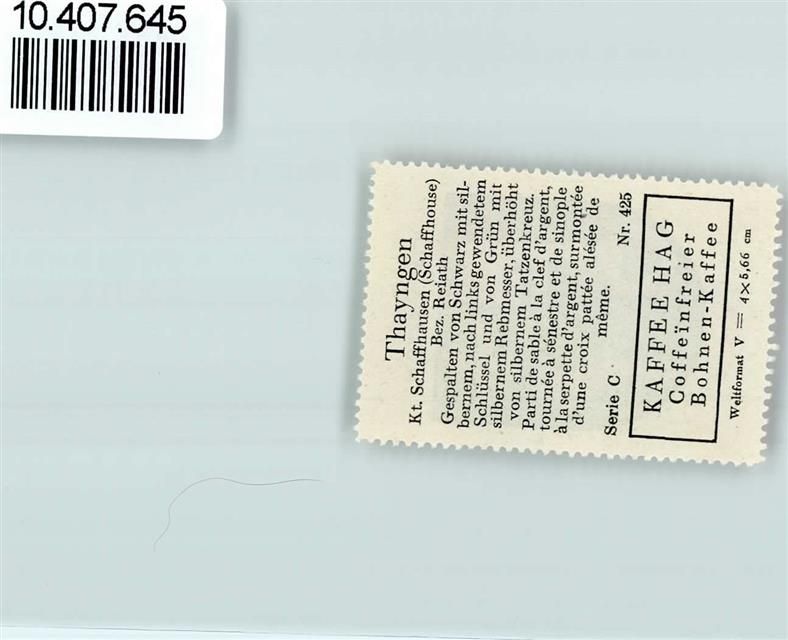 10.407.645
Thayngen
Kt. Schaffhausen (Schaffhouse)
Bez. Reiath
Gespalten von Schwarz mit sil-
bernem, nach links gewendetem
Schlüssel und von Grün mit
silbernem Rebmesser, überhöht
von silbernem Tatzenkreuz.
Parti de sable à la clef d'argent,
tournée à sénestre et de sinople
à la serpette d'argent, surmontée
d'une croix pattée alésée de
même.
Serie C Nr. 425
KAFFEE HAG
Coffeïnfreier
Bohnen-Kaffee
Weltformat V = 4×5,66 cm